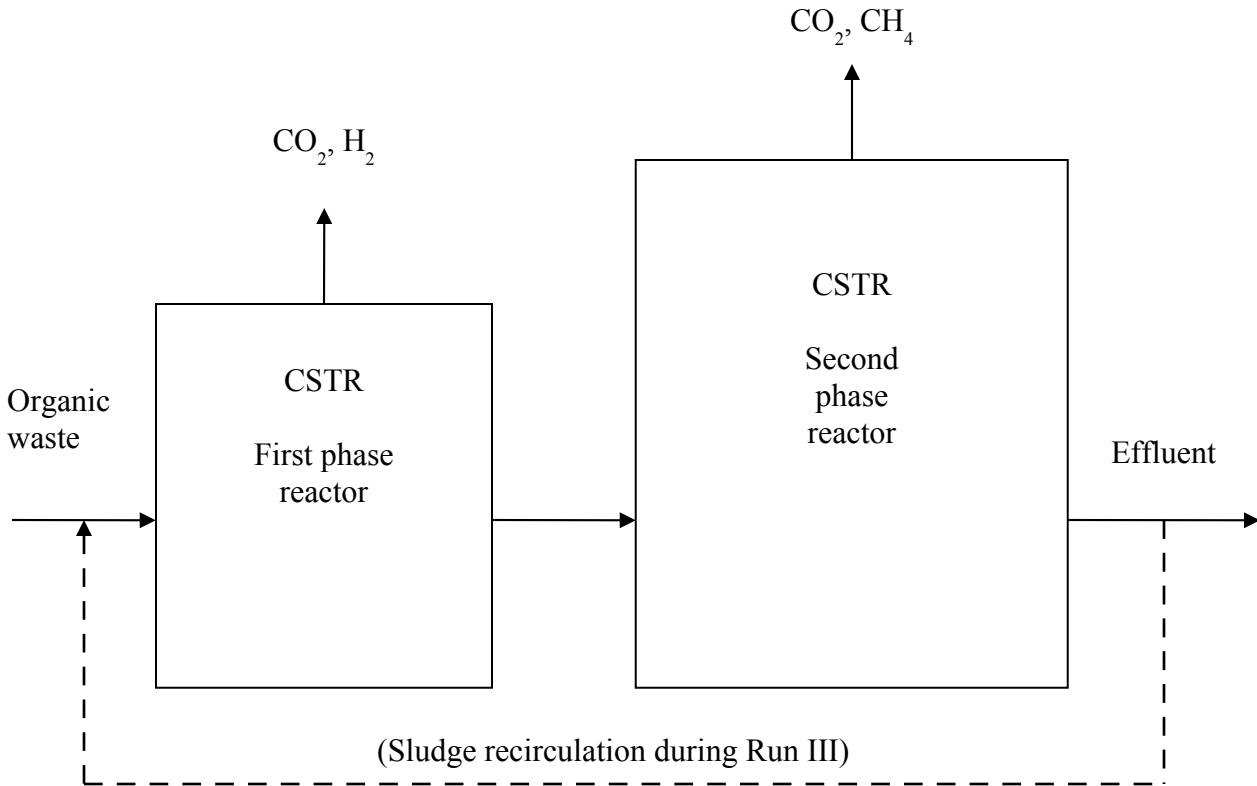 CO₂, CH₄
CO₂, H₂
CSTR
Second
phase
reactor
CSTR
First phase
reactor
Organic
waste
Effluent
(Sludge recirculation during Run III)